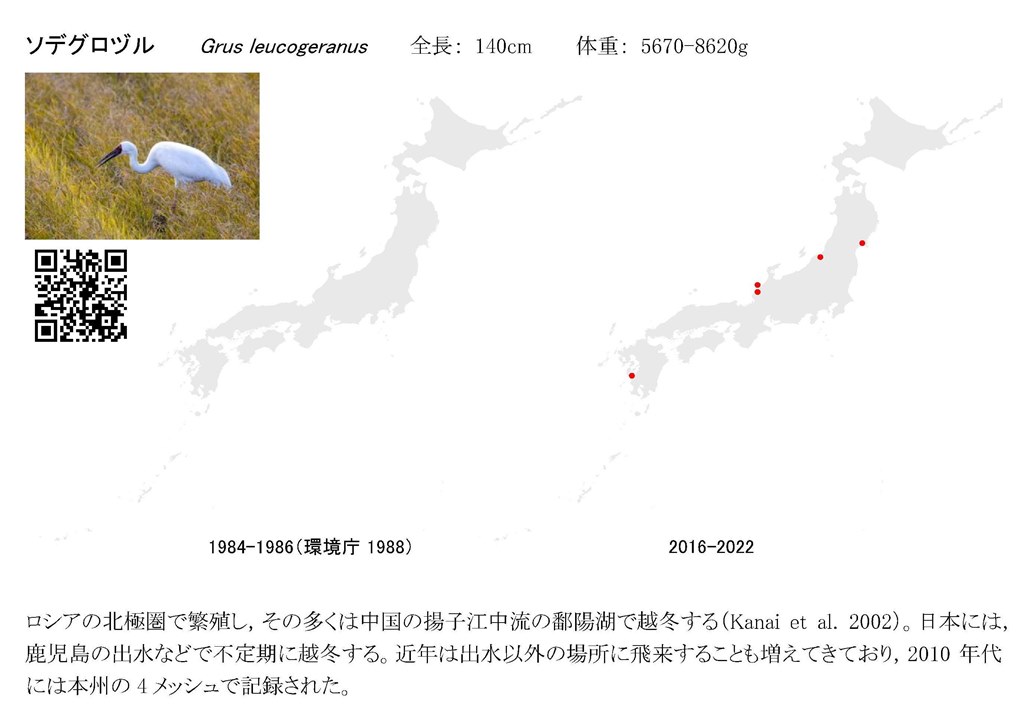 ソデグロヅル Grus leucogeranus 全長： 140cm 体重： 5670-8620g
1984-1986（環境庁 1988） 2016-2022
ロシアの北極圏で繁殖し，その多くは中国の揚子江中流の鄱陽湖で越冬する（Kanai et al. 2002）。日本には，
鹿児島の出水などで不定期に越冬する。近年は出水以外の場所に飛来することも増えてきており，2010 年代
には本州の 4 メッシュで記録された。